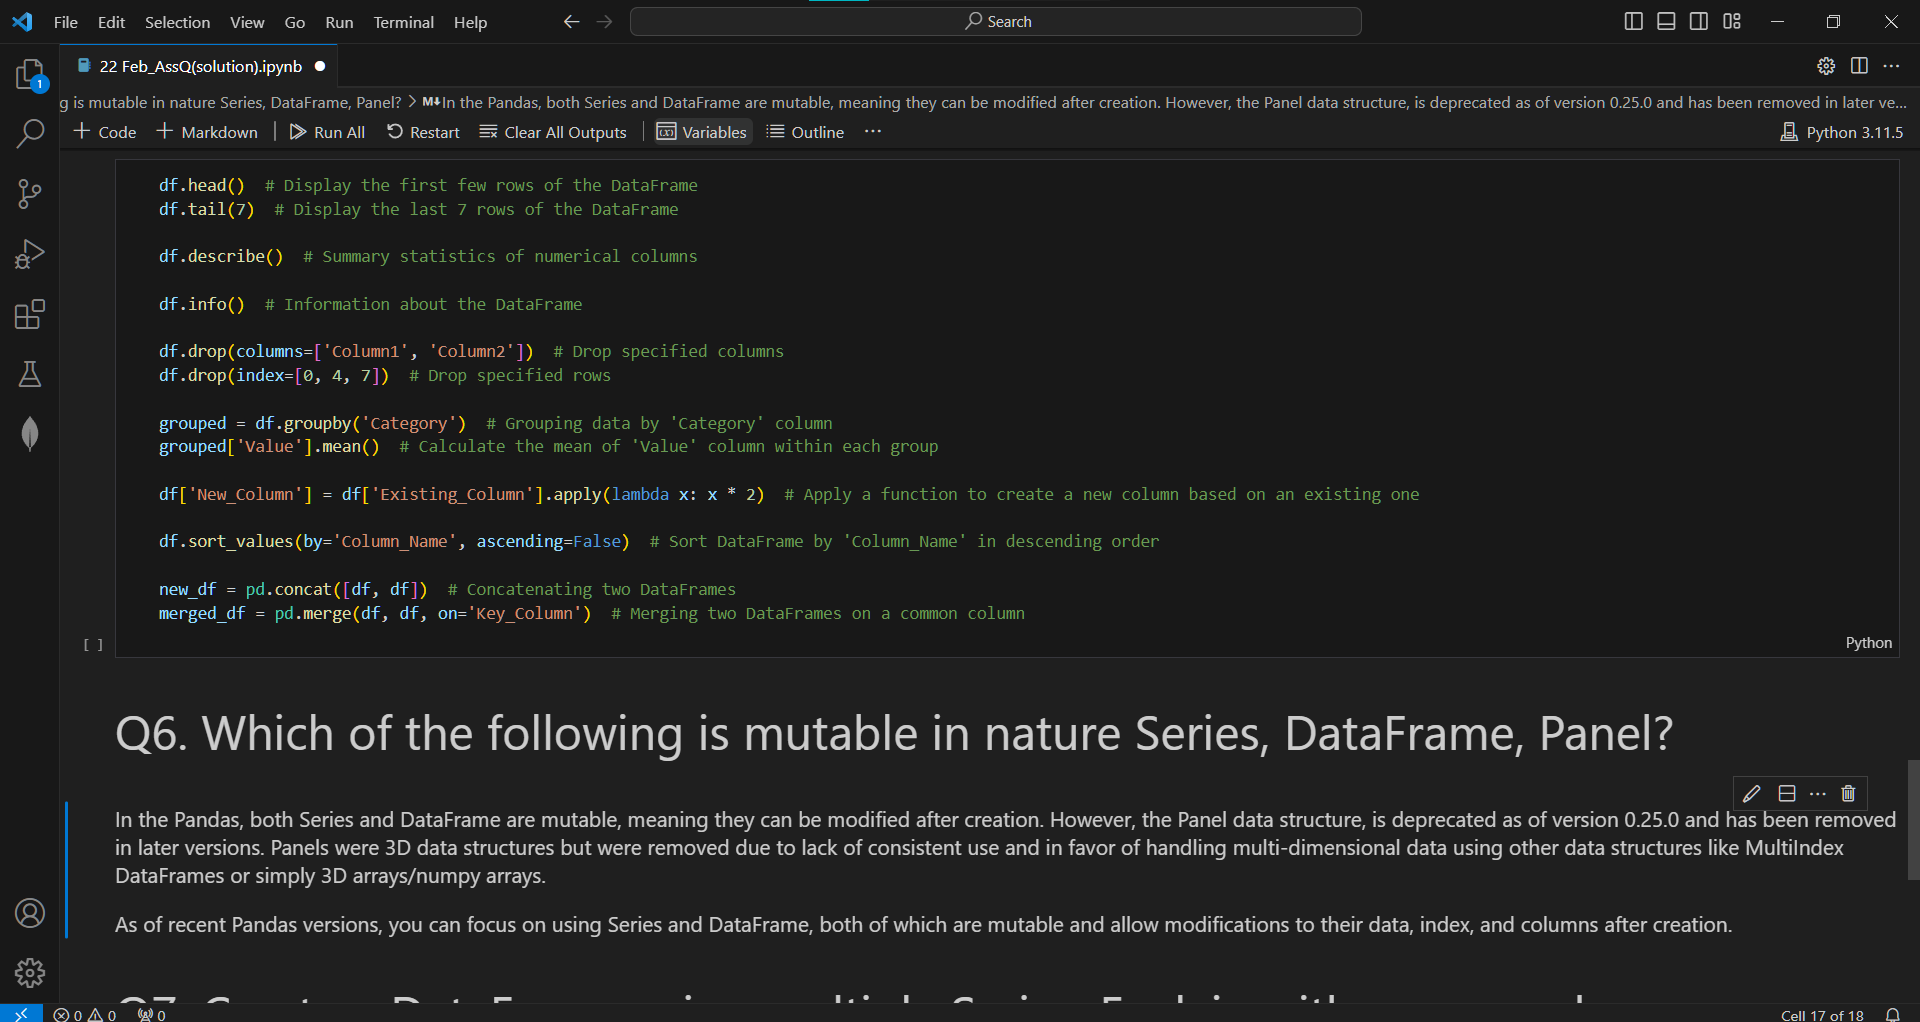 File Edit Selection View Go Run Terminal Help
Search
22 Feb_AssQ(solution).ipynb
1
g is mutable in nature Series, DataFrame, Panel? > M↓In the Pandas, both Series and DataFrame are mutable, meaning they can be modified after creation. However, the Panel data structure, is deprecated as of version 0.25.0 and has been removed in later ve...
+ Code + Markdown Run All Restart Clear All Outputs Variables Outline ... Python 3.11.5
df.head()  # Display the first few rows of the DataFrame
df.tail(7)  # Display the last 7 rows of the DataFrame
df.describe()  # Summary statistics of numerical columns
df.info()  # Information about the DataFrame
df.drop(columns=['Column1', 'Column2'])  # Drop specified columns
df.drop(index=[0, 4, 7])  # Drop specified rows
grouped = df.groupby('Category')  # Grouping data by 'Category' column
grouped['Value'].mean()  # Calculate the mean of 'Value' column within each group
df['New_Column'] = df['Existing_Column'].apply(lambda x: x * 2)  # Apply a function to create a new column based on an existing one
df.sort_values(by='Column_Name', ascending=False)  # Sort DataFrame by 'Column_Name' in descending order
new_df = pd.concat([df, df])  # Concatenating two DataFrames
merged_df = pd.merge(df, df, on='Key_Column')  # Merging two DataFrames on a common column
[ ]
Python
Q6. Which of the following is mutable in nature Series, DataFrame, Panel?
In the Pandas, both Series and DataFrame are mutable, meaning they can be modified after creation. However, the Panel data structure, is deprecated as of version 0.25.0 and has been removed
in later versions. Panels were 3D data structures but were removed due to lack of consistent use and in favor of handling multi-dimensional data using other data structures like MultiIndex
DataFrames or simply 3D arrays/numpy arrays.
As of recent Pandas versions, you can focus on using Series and DataFrame, both of which are mutable and allow modifications to their data, index, and columns after creation.
0 0 0
Cell 17 of 18